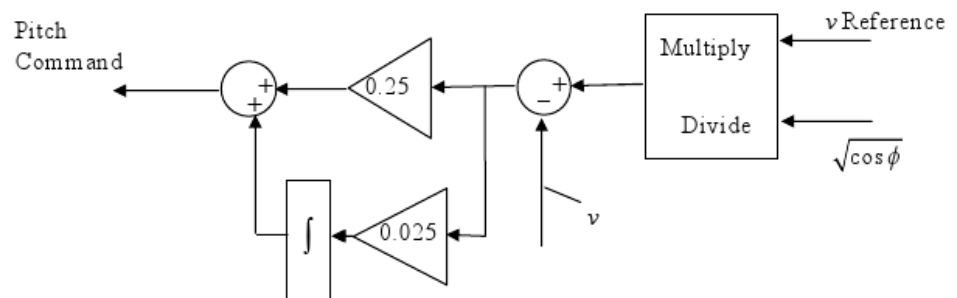 Pitch
Command
+
+
0.25
+
−
Multiply
Divide
v Reference
√cos ϕ
∫
0.025
v